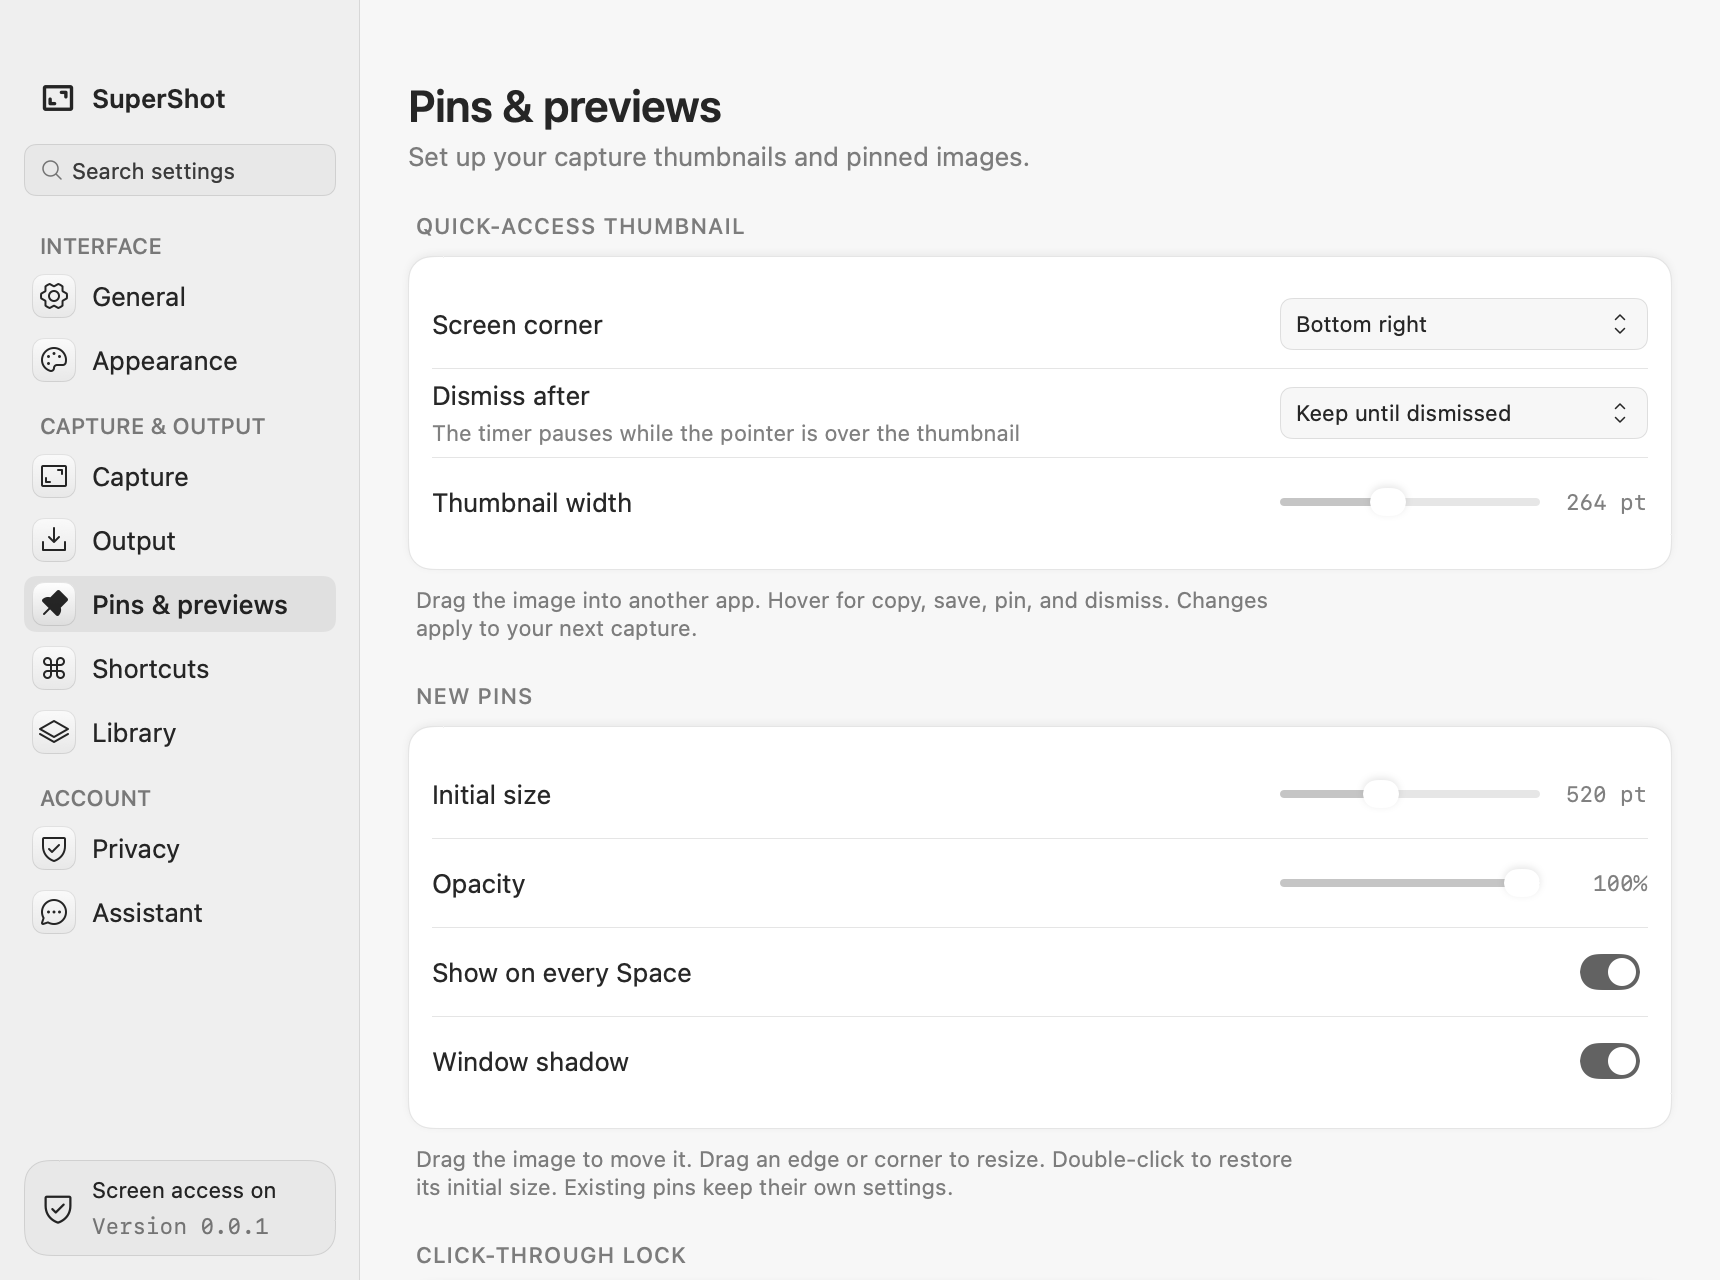 SuperShot
Search settings
INTERFACE
General
Appearance
CAPTURE & OUTPUT
Capture
Output
Pins & previews
Shortcuts
Library
ACCOUNT
Privacy
Assistant
Screen access on
Version 0.0.1
Pins & previews
Set up your capture thumbnails and pinned images.
QUICK-ACCESS THUMBNAIL
Screen corner
Bottom right
Dismiss after
The timer pauses while the pointer is over the thumbnail
Keep until dismissed
Thumbnail width
264 pt
Drag the image into another app. Hover for copy, save, pin, and dismiss. Changes
apply to your next capture.
NEW PINS
Initial size
520 pt
Opacity
100%
Show on every Space
Window shadow
Drag the image to move it. Drag an edge or corner to resize. Double-click to restore
its initial size. Existing pins keep their own settings.
CLICK-THROUGH LOCK